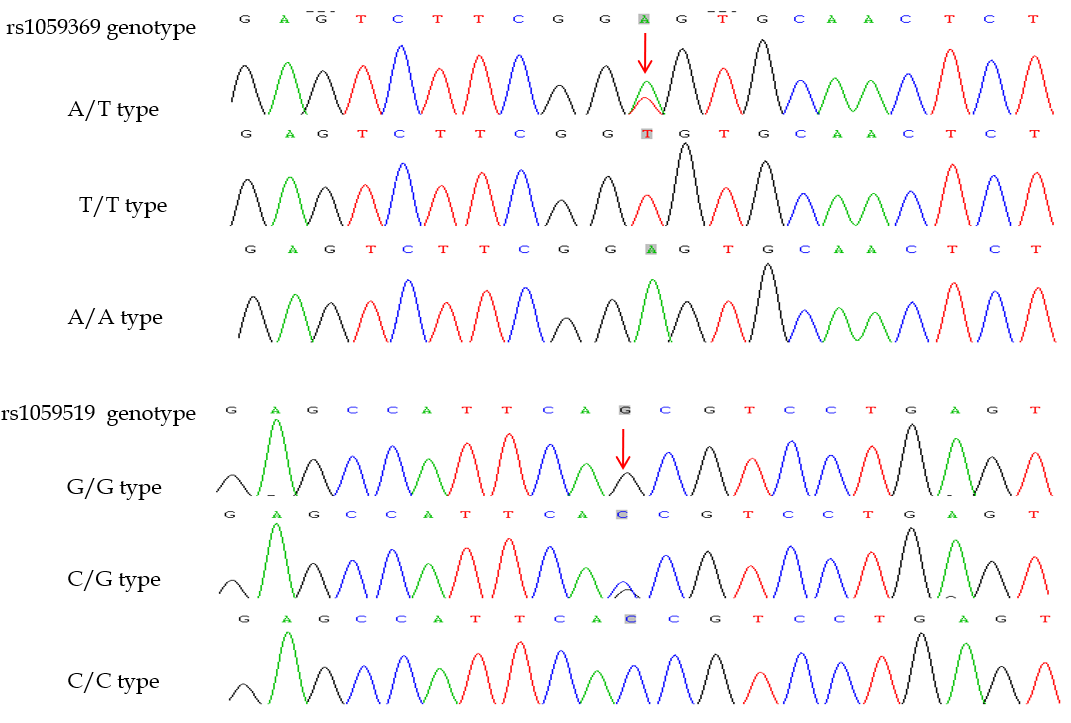 rs1059369 genotype
G A G T C T T C G G A G T G C A A C T C T
A/T type
G A G T C T T C G G T G T G C A A C T C T
T/T type
G A G T C T T C G G A G T G C A A C T C T
A/A type
rs1059519 genotype
G A G C C A T T C A G C G T C C T G A G T
G/G type
G A G C C A T T C A C C G T C C T G A G T
C/G type
G A G C C A T T C A C C G T C C T G A G T
C/C type